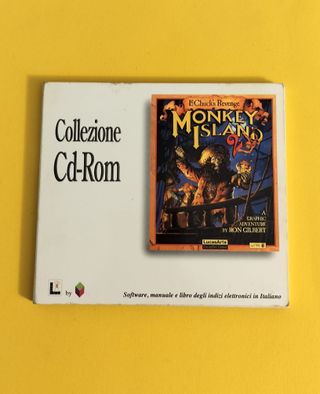 Collezione
Cd-Rom
LeChuck's Revenge
MONKEY
ISLAND
2
A
GRAPHIC
ADVENTURE
BY RON GILBERT
LucasArts
L by
Software, manuale e libro degli indizi elettronici in Italiano